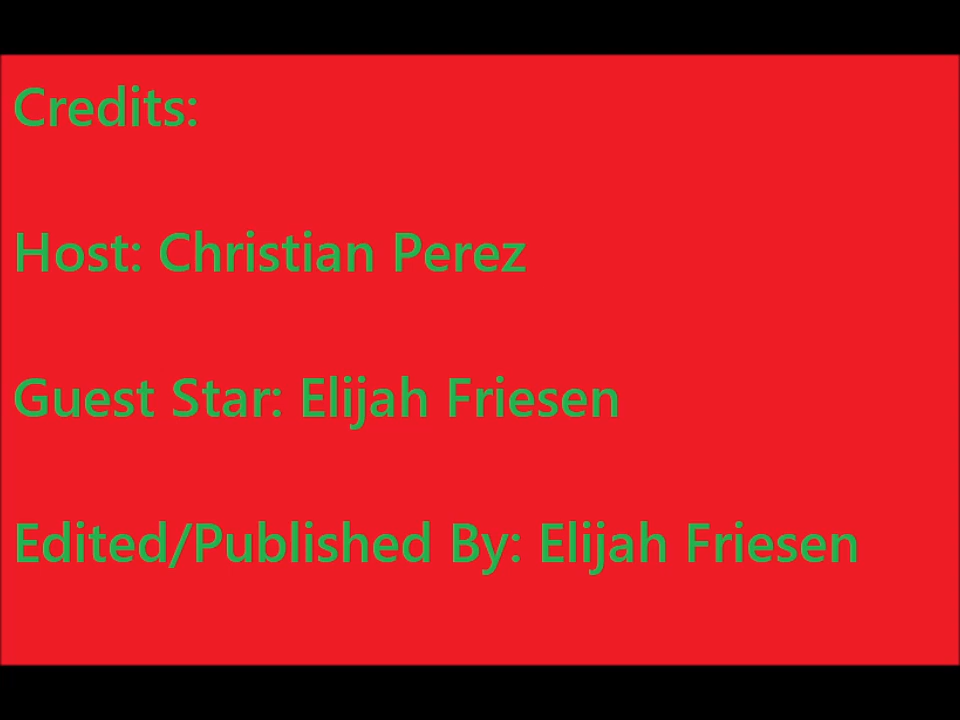 Credits:
Host: Christian Perez
Guest Star: Elijah Friesen
Edited/Published By: Elijah Friesen